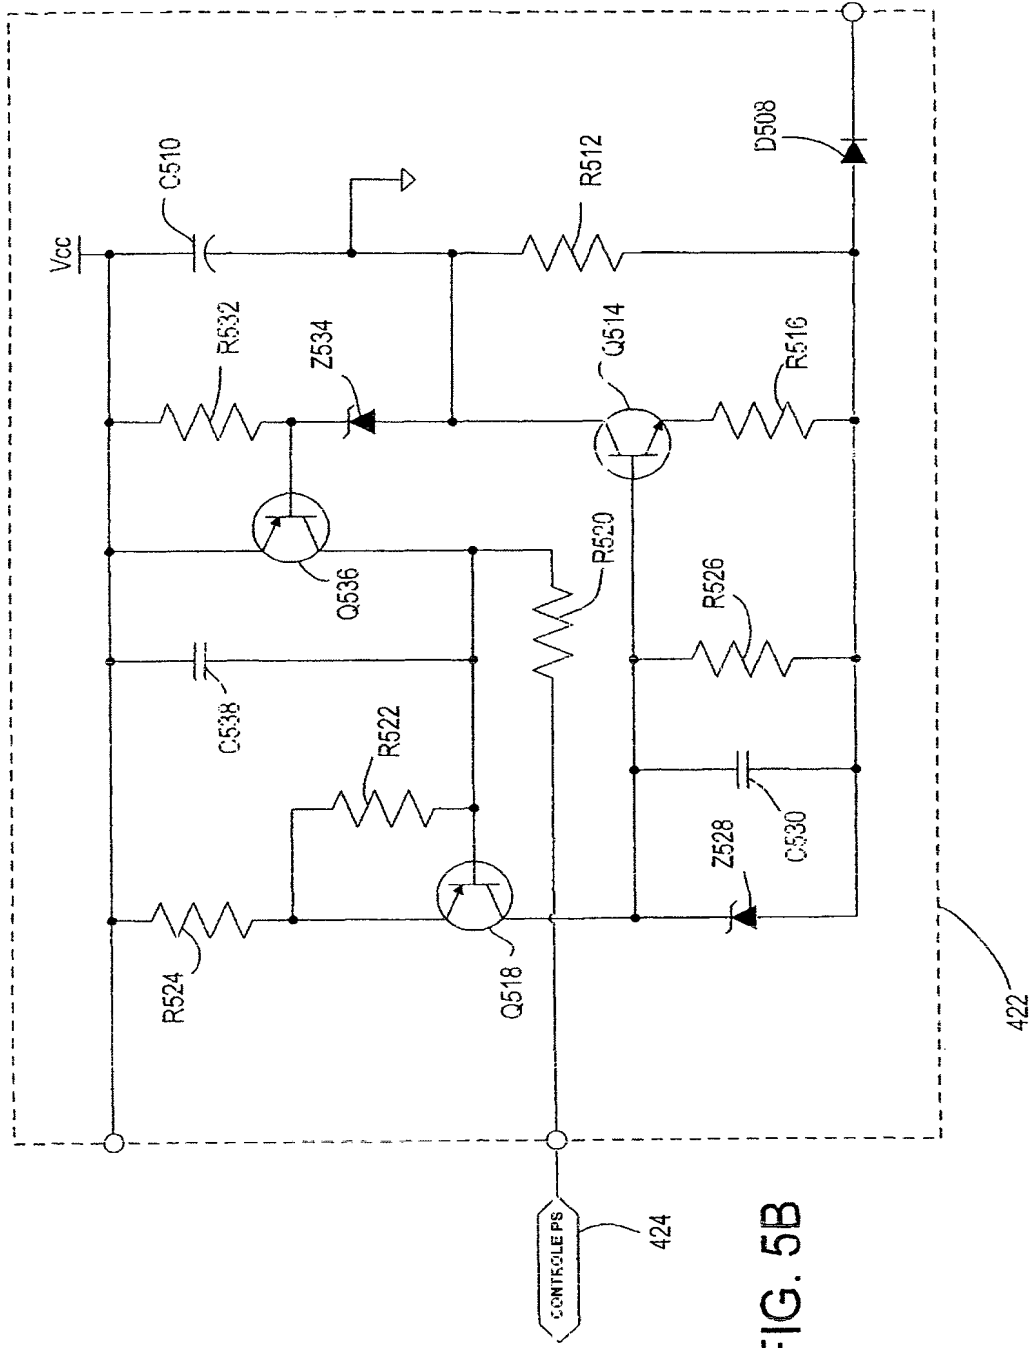 Vcc
C510
R532
Z534
Q536
C538
R522
R524
Q518
R512
D508
Q514
R516
R520
R526
C530
Z528
422
CONTROLE PS
424
FIG. 5B